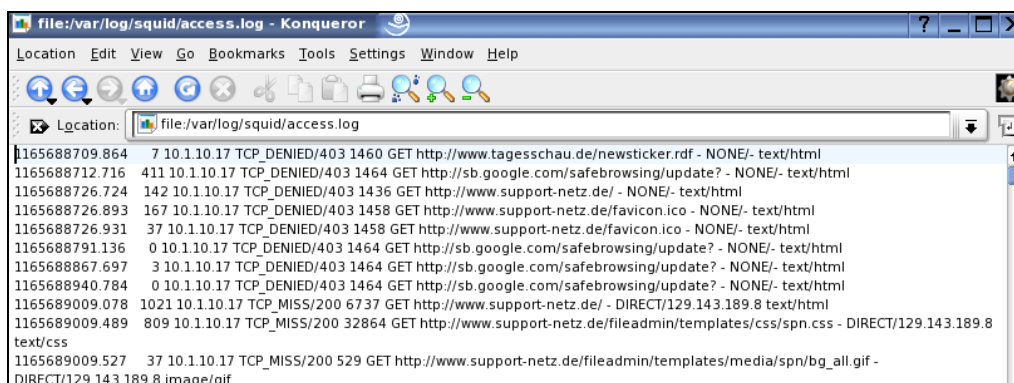 file:/var/log/squid/access.log - Konqueror
Location Edit View Go Bookmarks Tools Settings Window Help
Location: file:/var/log/squid/access.log
1165688709.864 7 10.1.10.17 TCP_DENIED/403 1460 GET http://www.tagesschau.de/newsticker.rdf - NONE/- text/html
1165688712.716 411 10.1.10.17 TCP_DENIED/403 1464 GET http://sb.google.com/safebrowsing/update? - NONE/- text/html
1165688726.724 142 10.1.10.17 TCP_DENIED/403 1436 GET http://www.support-netz.de/ - NONE/- text/html
1165688726.893 167 10.1.10.17 TCP_DENIED/403 1458 GET http://www.support-netz.de/favicon.ico - NONE/- text/html
1165688726.931 37 10.1.10.17 TCP_DENIED/403 1458 GET http://www.support-netz.de/favicon.ico - NONE/- text/html
1165688791.136 0 10.1.10.17 TCP_DENIED/403 1464 GET http://sb.google.com/safebrowsing/update? - NONE/- text/html
1165688867.697 3 10.1.10.17 TCP_DENIED/403 1464 GET http://sb.google.com/safebrowsing/update? - NONE/- text/html
1165688940.784 0 10.1.10.17 TCP_DENIED/403 1464 GET http://sb.google.com/safebrowsing/update? - NONE/- text/html
1165689009.078 1021 10.1.10.17 TCP_MISS/200 6737 GET http://www.support-netz.de/ - DIRECT/129.143.189.8 text/html
1165689009.489 809 10.1.10.17 TCP_MISS/200 32864 GET http://www.support-netz.de/fileadmin/templates/css/spn.css - DIRECT/129.143.189.8
text/css
1165689009.527 37 10.1.10.17 TCP_MISS/200 529 GET http://www.support-netz.de/fileadmin/templates/media/spn/bg_all.gif -
DIRECT/129.143.189.8 image/gif